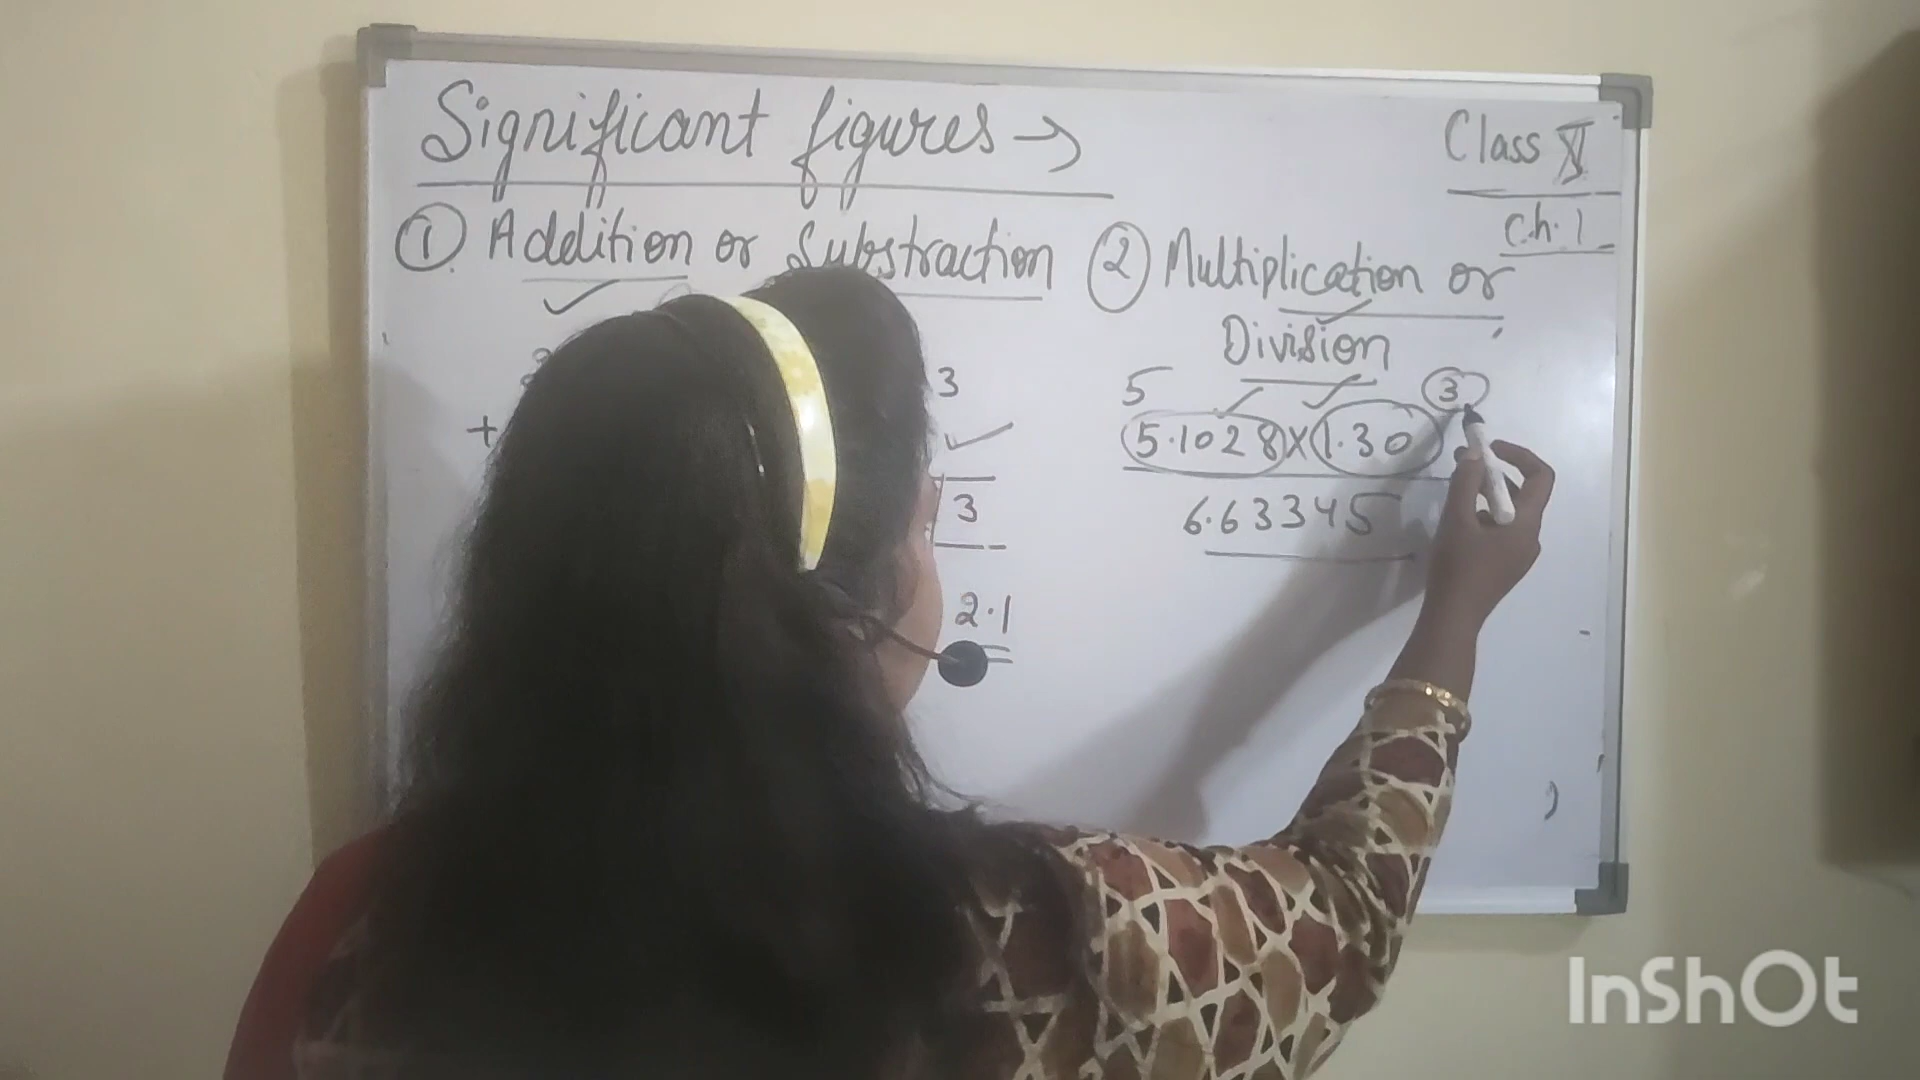 Significant figures →
Class XI
Ch. 1
① Addition or Substraction
② Multiplication or
Division
+
3
3
2.1
5
3
5.1028 × 1.30
6.63345
InShOt